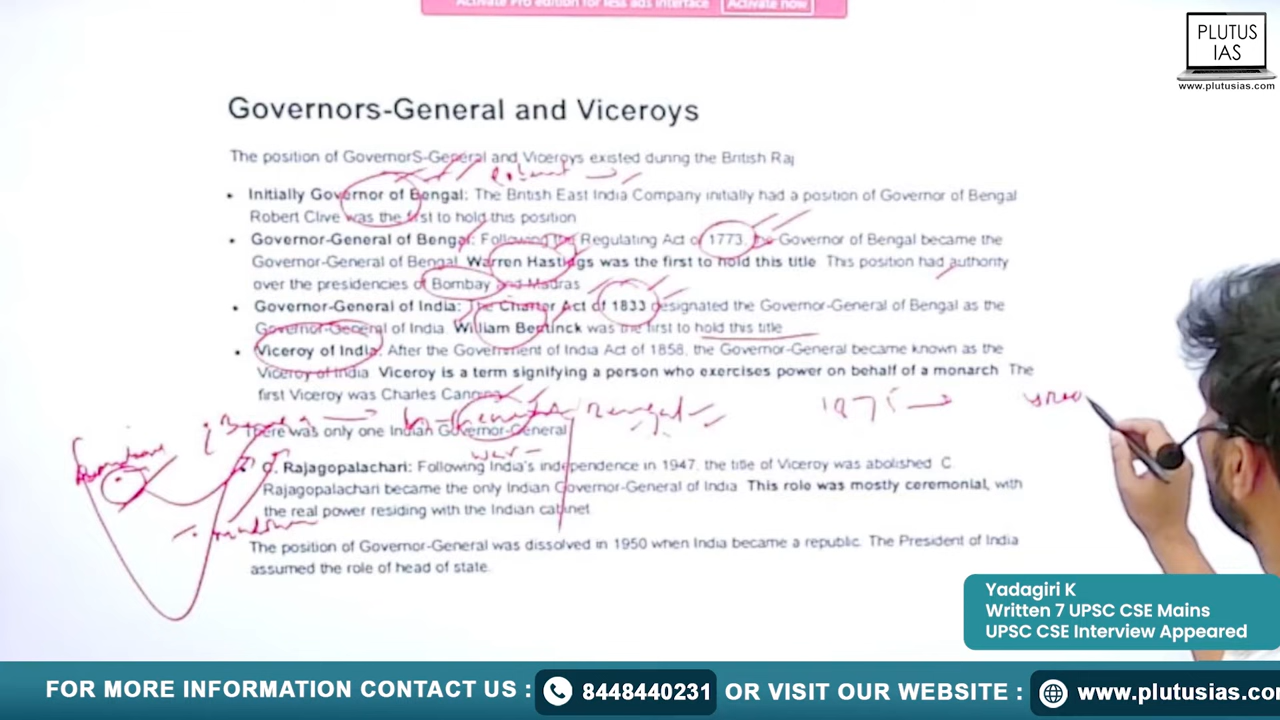 Activate Pro edition for less ads interface Activate now
PLUTUS
IAS
www.plutusias.com
Governors-General and Viceroys
The position of GovernorS-General and Viceroys existed during the British Raj
• Initially Governor of Bengal: The British East India Company initially had a position of Governor of Bengal
Robert Clive was the first to hold this position
• Governor-General of Bengal: Following the Regulating Act of 1773, the Governor of Bengal became the
Governor-General of Bengal. Warren Hastings was the first to hold this title. This position had authority
over the presidencies of Bombay and Madras
• Governor-General of India: The Charter Act of 1833 designated the Governor-General of Bengal as the
Governor-General of India. William Bentinck was the first to hold this title
• Viceroy of India: After the Government of India Act of 1858, the Governor-General became known as the
Viceroy of India. Viceroy is a term signifying a person who exercises power on behalf of a monarch. The
first Viceroy was Charles Canning
Bengal
There was only one Indian Governor-General
C. Rajagopalachari: Following India's independence in 1947, the title of Viceroy was abolished. C.
Rajagopalachari became the only Indian Governor-General of India. This role was mostly ceremonial, with
the real power residing with the Indian cabinet
The position of Governor-General was dissolved in 1950 when India became a republic. The President of India
assumed the role of head of state.
Yadagiri K
Written 7 UPSC CSE Mains
UPSC CSE Interview Appeared
FOR MORE INFORMATION CONTACT US : 8448440231 OR VISIT OUR WEBSITE : www.plutusias.co